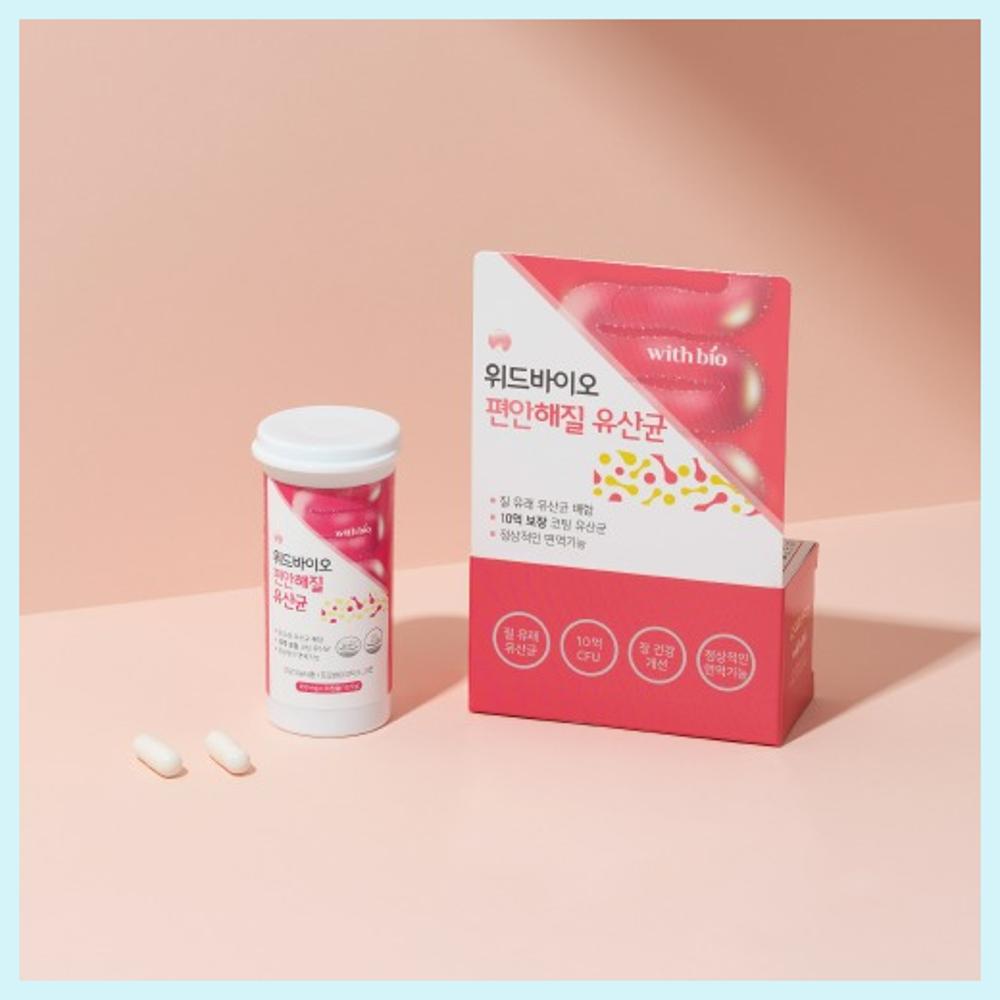 with bio
위드바이오
편안해질 유산균
질 유래 유산균 배합
10억 보장 코팅 유산균
정상적인 면역기능
질 유래
유산균
10억
CFU
장 건강
개선
정상적인
면역기능
with bio
위드바이오
편안해질
유산균